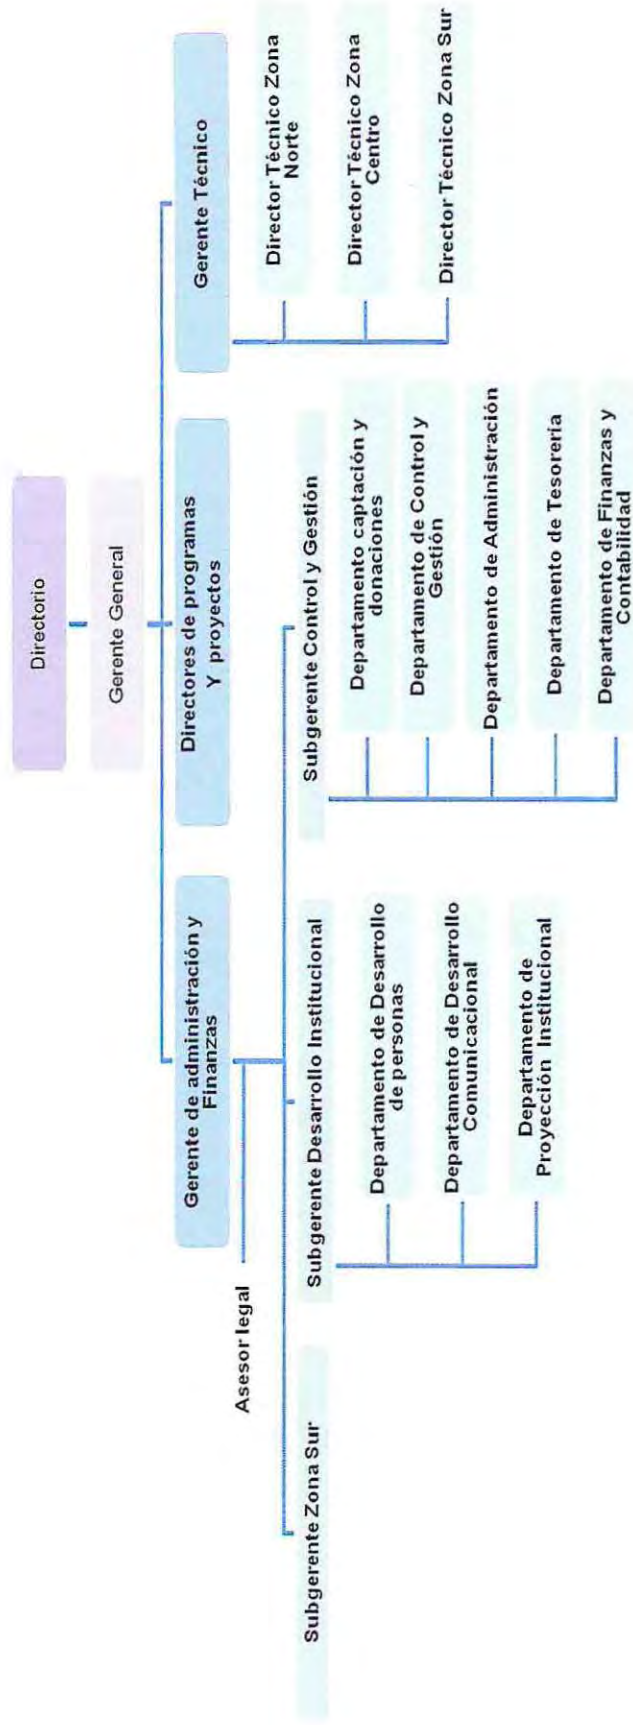 Directorio
Gerente General
Gerente de administración y
Finanzas
Directores de programas
Y proyectos
Gerente Técnico
Asesor legal
Subgerente Zona Sur
Subgerente Desarrollo Institucional
Departamento de Desarrollo
de personas
Departamento de Desarrollo
Comunicacional
Departamento de
Proyección Institucional
Subgerente Control y Gestión
Departamento captación y
donaciones
Departamento de Control y
Gestión
Departamento de Administración
Departamento de Tesorería
Departamento de Finanzas y
Contabilidad
Director Técnico Zona
Norte
Director Técnico Zona
Centro
Director Técnico Zona Sur